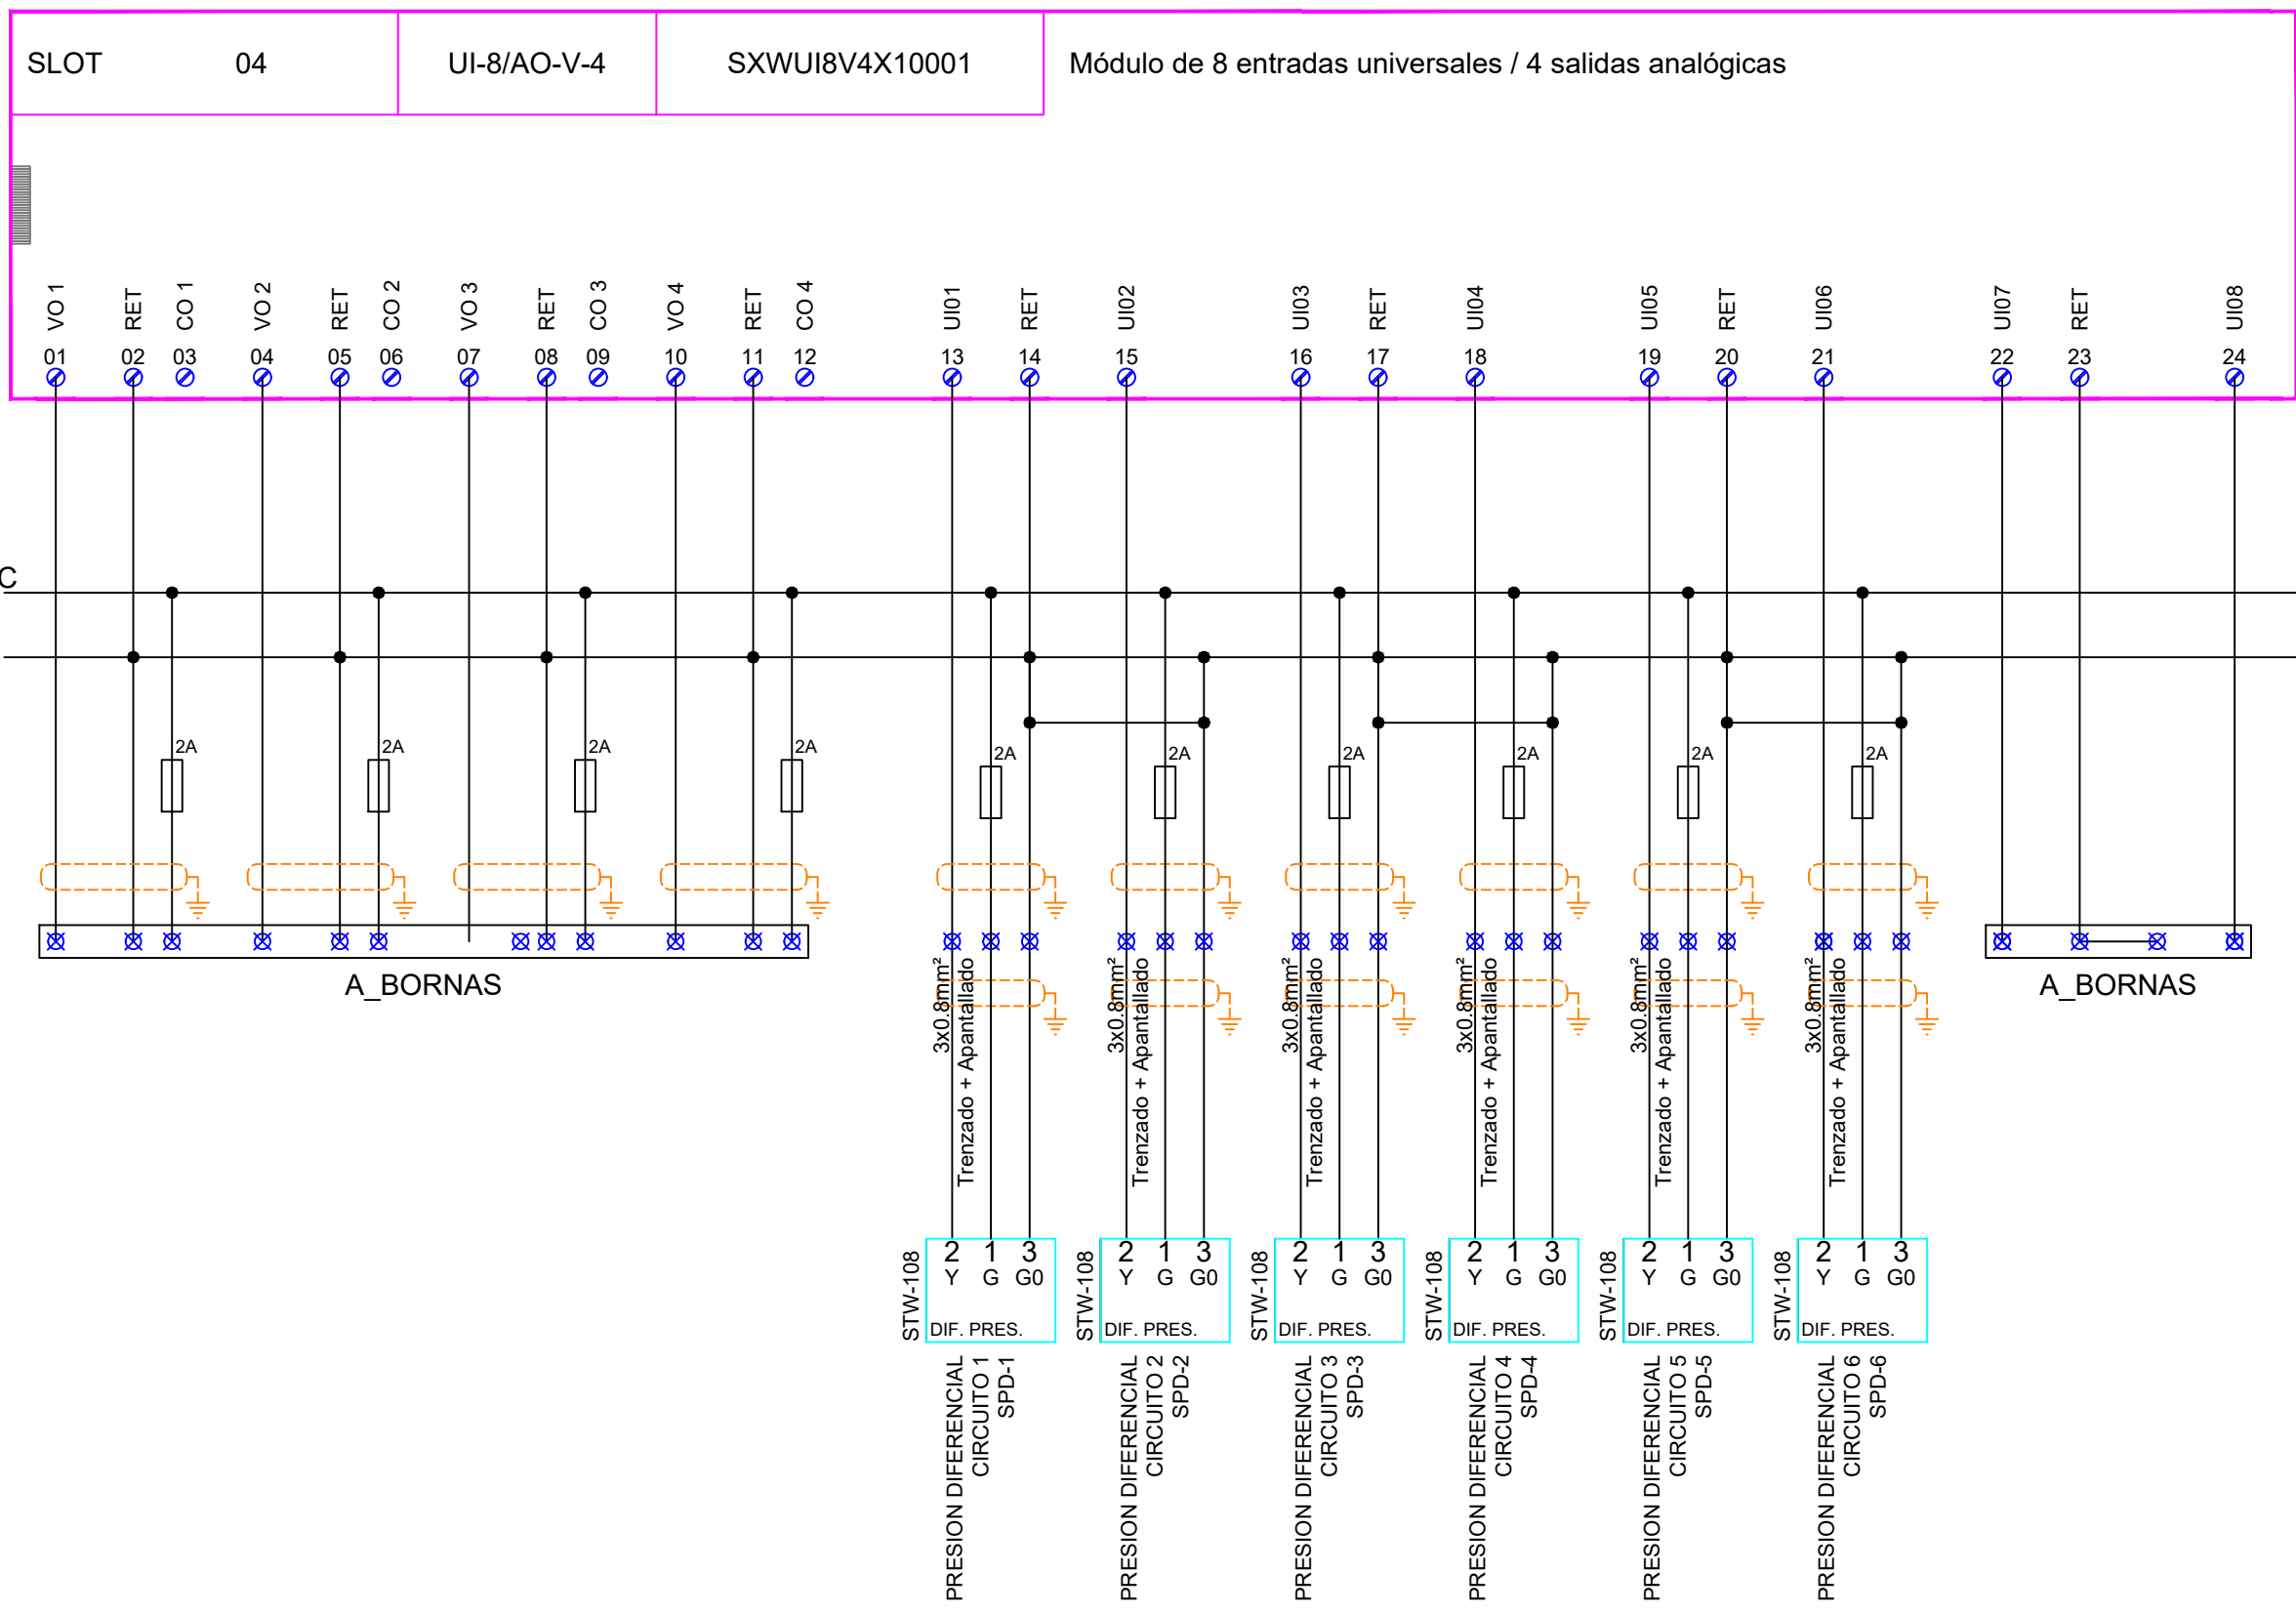 SLOT 04 UI-8/AO-V-4 SXWUI8V4X10001 Módulo de 8 entradas universales / 4 salidas analógicas
VO 1 RET CO 1 VO 2 RET CO 2 VO 3 RET CO 3 VO 4 RET CO 4 UI01 RET UI02 UI03 RET UI04 UI05 RET UI06 UI07 RET UI08
01 02 03 04 05 06 07 08 09 10 11 12 13 14 15 16 17 18 19 20 21 22 23 24
C
2A 2A 2A 2A 2A 2A 2A 2A 2A 2A
A_BORNAS A_BORNAS
3x0.8mm²
Trenzado + Apantallado
3x0.8mm²
Trenzado + Apantallado
3x0.8mm²
Trenzado + Apantallado
3x0.8mm²
Trenzado + Apantallado
3x0.8mm²
Trenzado + Apantallado
3x0.8mm²
Trenzado + Apantallado
STW-108
2 1 3
Y G G0
DIF. PRES.
PRESION DIFERENCIAL
CIRCUITO 1
SPD-1
STW-108
2 1 3
Y G G0
DIF. PRES.
PRESION DIFERENCIAL
CIRCUITO 2
SPD-2
STW-108
2 1 3
Y G G0
DIF. PRES.
PRESION DIFERENCIAL
CIRCUITO 3
SPD-3
STW-108
2 1 3
Y G G0
DIF. PRES.
PRESION DIFERENCIAL
CIRCUITO 4
SPD-4
STW-108
2 1 3
Y G G0
DIF. PRES.
PRESION DIFERENCIAL
CIRCUITO 5
SPD-5
STW-108
2 1 3
Y G G0
DIF. PRES.
PRESION DIFERENCIAL
CIRCUITO 6
SPD-6